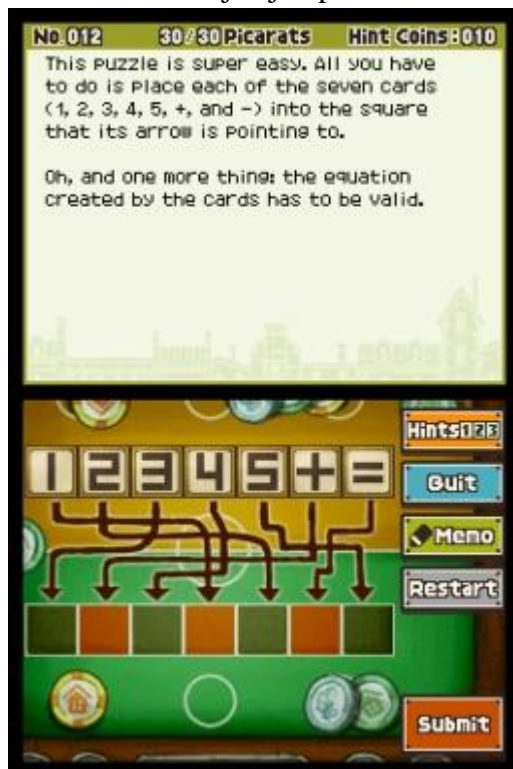 No.012 30/30 Picarats Hint Coins:010
This puzzle is super easy. All you have
to do is place each of the seven cards
(1, 2, 3, 4, 5, +, and -) into the square
that its arrow is pointing to.
Oh, and one more thing: the equation
created by the cards has to be valid.
Hints 1 2 3
1 2 3 4 5 + =
Quit
Memo
Restart
Submit